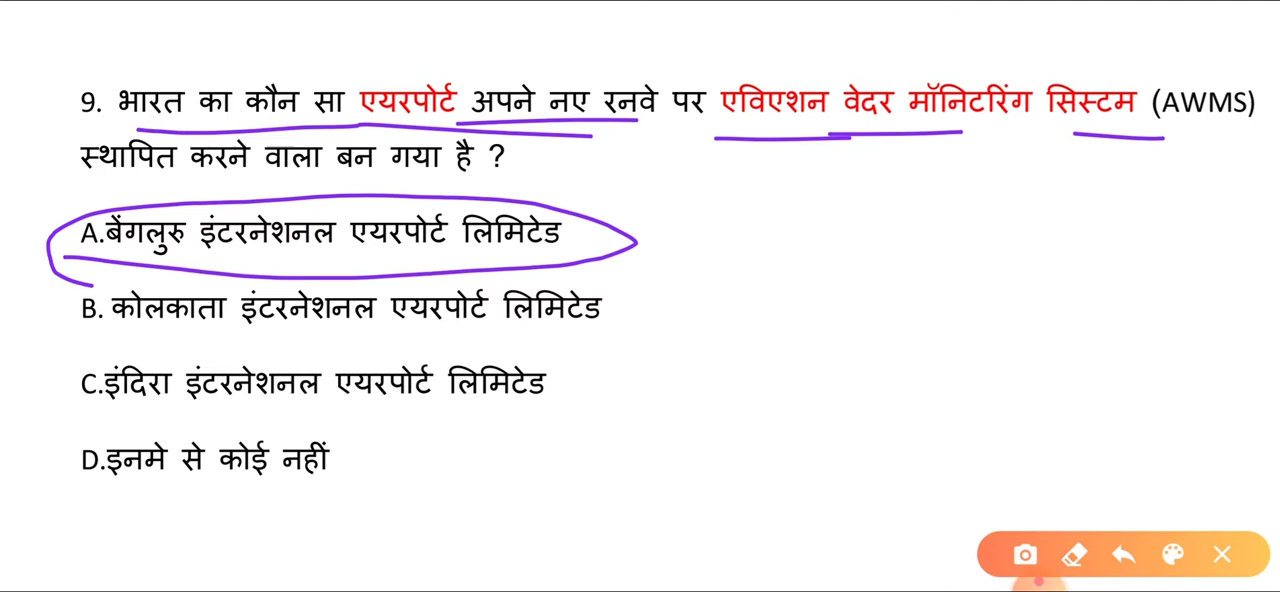 9. भारत का कौन सा एयरपोर्ट अपने नए रनवे पर एविएशन वेदर मॉनिटरिंग सिस्टम (AWMS)
स्थापित करने वाला बन गया है ?
A.बेंगलुरु इंटरनेशनल एयरपोर्ट लिमिटेड
B. कोलकाता इंटरनेशनल एयरपोर्ट लिमिटेड
C.इंदिरा इंटरनेशनल एयरपोर्ट लिमिटेड
D.इनमे से कोई नहीं